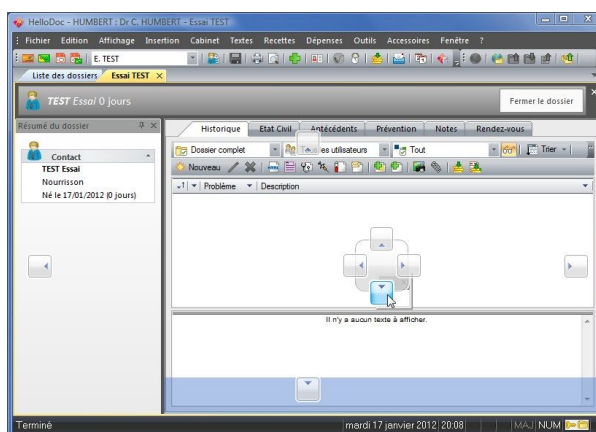 HelloDoc - HUMBERT : Dr C. HUMBERT - Essai TEST
Fichier Edition Affichage Insertion Cabinet Textes Recettes Dépenses Outils Accessoires Fenêtre ?
E. TEST
Liste des dossiers Essai TEST
TEST Essai 0 jours
Fermer le dossier
Résumé du dossier
Historique Etat Civil Antécédents Prévention Notes Rendez-vous
Contact
Dossier complet es utilisateurs Tout Trier
TEST Essai
Nouveau
Nourrisson
Né le 17/01/2012 (0 jours)
1 Problème Description
Il n'y a aucun texte à afficher.
Terminé mardi 17 janvier 2012 20:08 MAJ NUM